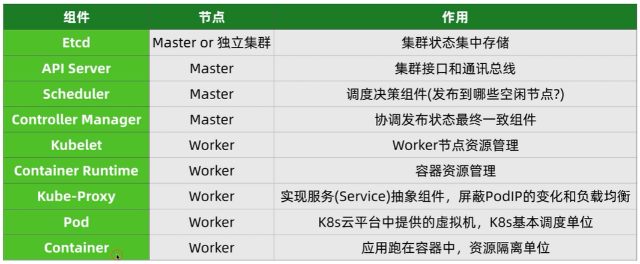 组件 节点 作用
Etcd Master or 独立集群 集群状态集中存储
API Server Master 集群接口和通讯总线
Scheduler Master 调度决策组件(发布到哪些空闲节点?)
Controller Manager Master 协调发布状态最终一致组件
Kubelet Worker Worker节点资源管理
Container Runtime Worker 容器资源管理
Kube-Proxy Worker 实现服务(Service)抽象组件，屏蔽PodIP的变化和负载均衡
Pod Worker K8s云平台中提供的虚拟机，K8s基本调度单位
Container Worker 应用跑在容器中，资源隔离单位